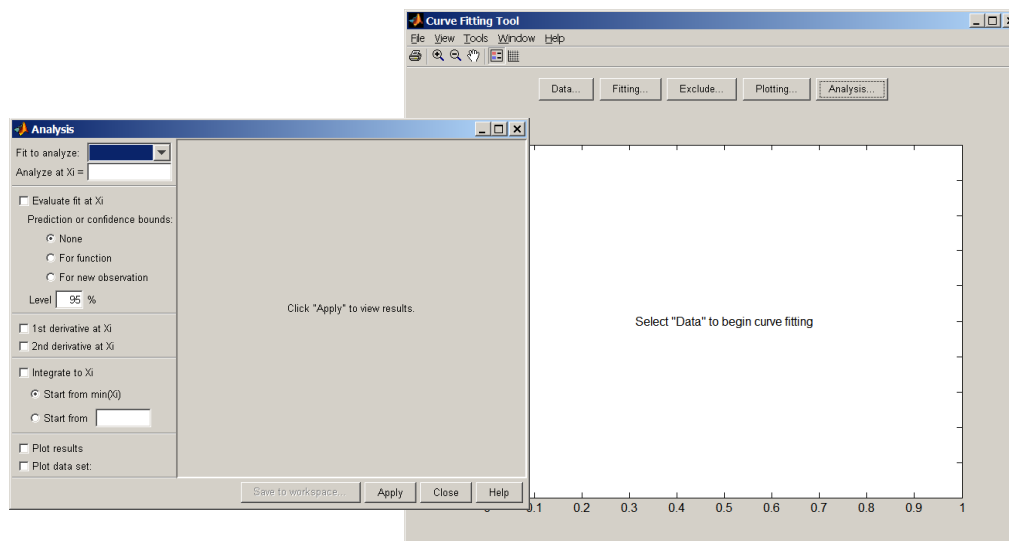 Curve Fitting Tool
File View Tools Window Help
Data... Fitting... Exclude... Plotting... Analysis...
Analysis
Fit to analyze:
Analyze at Xi =
Evaluate fit at Xi
Prediction or confidence bounds:
None
For function
For new observation
Level 95 %
1st derivative at Xi
2nd derivative at Xi
Integrate to Xi
Start from min(Xi)
Start from
Plot results
Plot data set:
Click "Apply" to view results.
Save to workspace... Apply Close Help
Select "Data" to begin curve fitting
0.1 0.2 0.3 0.4 0.5 0.6 0.7 0.8 0.9 1